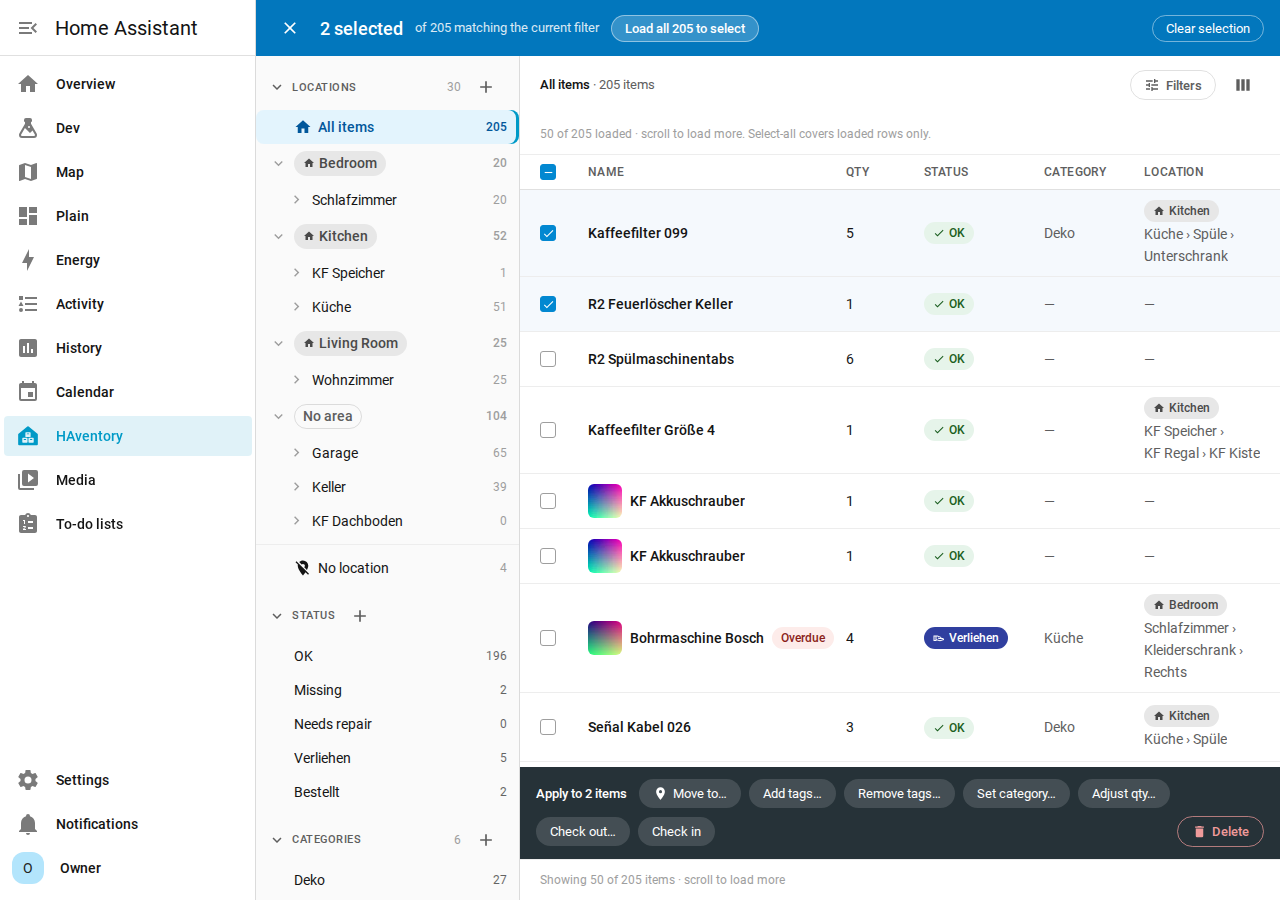 Home Assistant
2 selected of 205 matching the current filter Load all 205 to select Clear selection
Overview
Dev
Map
Plain
Energy
Activity
History
Calendar
HAventory
Media
To-do lists
Settings
Notifications
O Owner
LOCATIONS 30
All items 205
Bedroom 20
Schlafzimmer 20
Kitchen 52
KF Speicher 1
Küche 51
Living Room 25
Wohnzimmer 25
No area 104
Garage 65
Keller 39
KF Dachboden 0
No location 4
STATUS
OK 196
Missing 2
Needs repair 0
Verliehen 5
Bestellt 2
CATEGORIES 6
Deko 27
All items · 205 items Filters
50 of 205 loaded · scroll to load more. Select-all covers loaded rows only.
NAME QTY STATUS CATEGORY LOCATION
Kaffeefilter 099 5 OK Deko Kitchen
Küche › Spüle ›
Unterschrank
R2 Feuerlöscher Keller 1 OK — —
R2 Spülmaschinentabs 6 OK — —
Kaffeefilter Größe 4 1 OK — Kitchen
KF Speicher ›
KF Regal › KF Kiste
KF Akkuschrauber 1 OK — —
KF Akkuschrauber 1 OK — —
Bohrmaschine Bosch Overdue 4 Verliehen Küche Bedroom
Schlafzimmer ›
Kleiderschrank ›
Rechts
Señal Kabel 026 3 OK Deko Kitchen
Küche › Spüle
Apply to 2 items Move to… Add tags… Remove tags… Set category… Adjust qty…
Check out… Check in Delete
Showing 50 of 205 items · scroll to load more